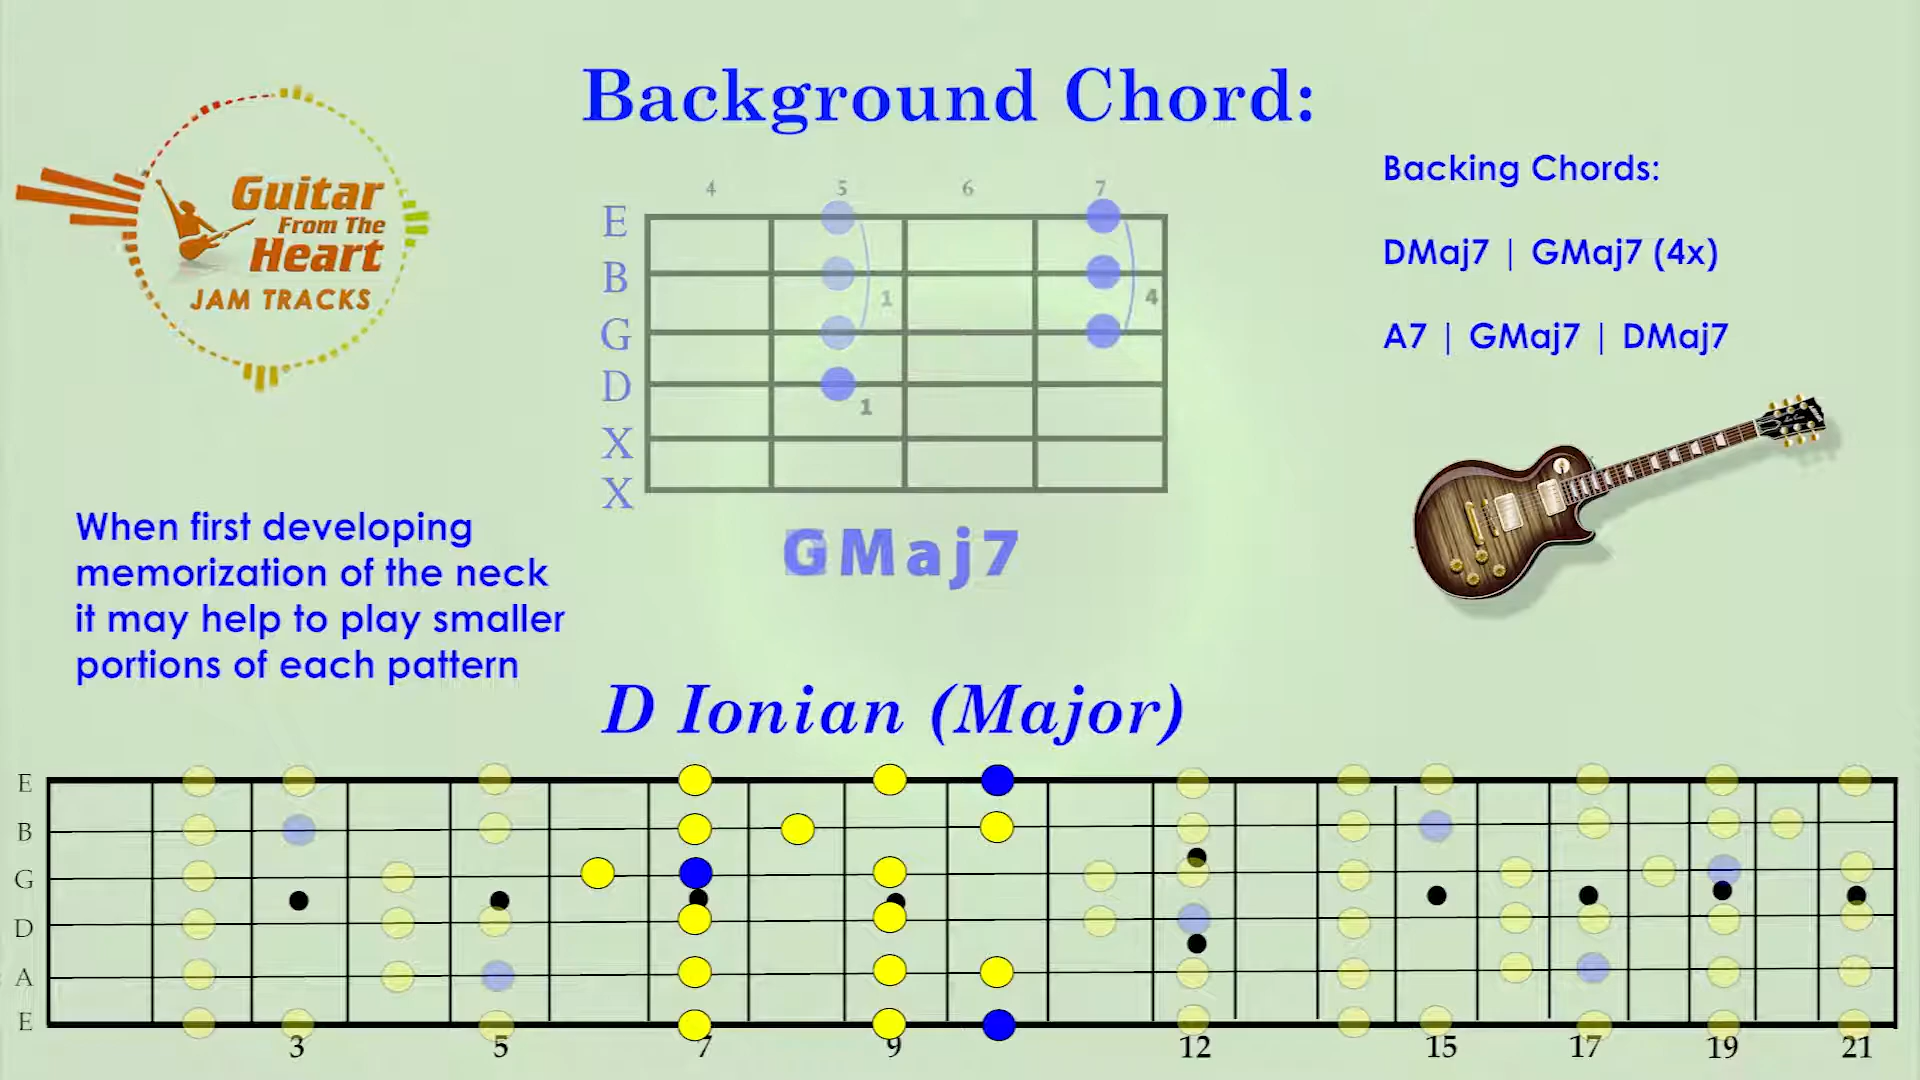 Background Chord:
Guitar
From The
Heart
JAM TRACKS
4 5 6 7
E
B
G
D
X
X
1
4
1
GMaj7
Backing Chords:
DMaj7 | GMaj7 (4x)
A7 | GMaj7 | DMaj7
When first developing
memorization of the neck
it may help to play smaller
portions of each pattern
D Ionian (Major)
E
B
G
D
A
E
3 5 7 9 12 15 17 19 21